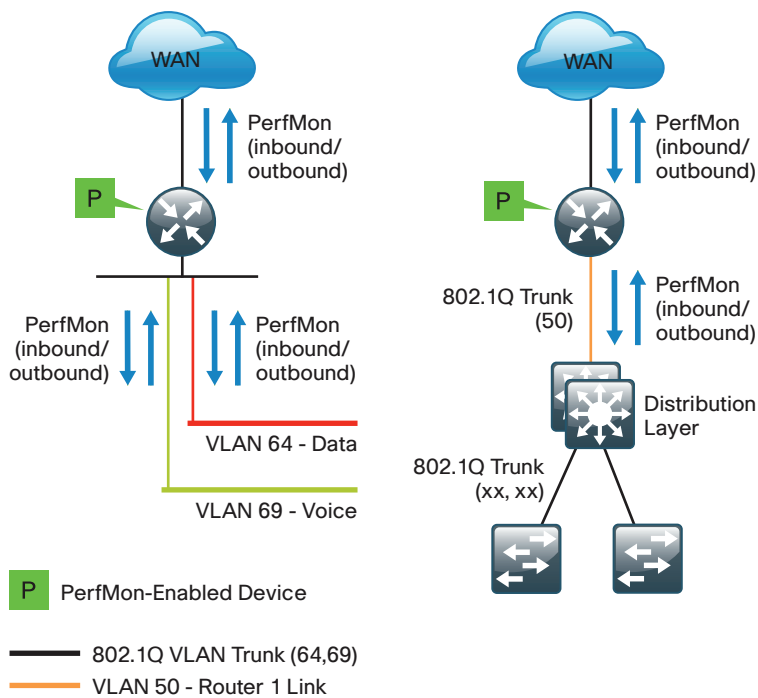 WAN
PerfMon
(inbound/
outbound)
P
PerfMon
(inbound/
outbound)
PerfMon
(inbound/
outbound)
VLAN 64 - Data
VLAN 69 - Voice
WAN
PerfMon
(inbound/
outbound)
P
802.1Q Trunk
(50)
PerfMon
(inbound/
outbound)
Distribution
Layer
802.1Q Trunk
(xx, xx)
P PerfMon-Enabled Device
802.1Q VLAN Trunk (64,69)
VLAN 50 - Router 1 Link